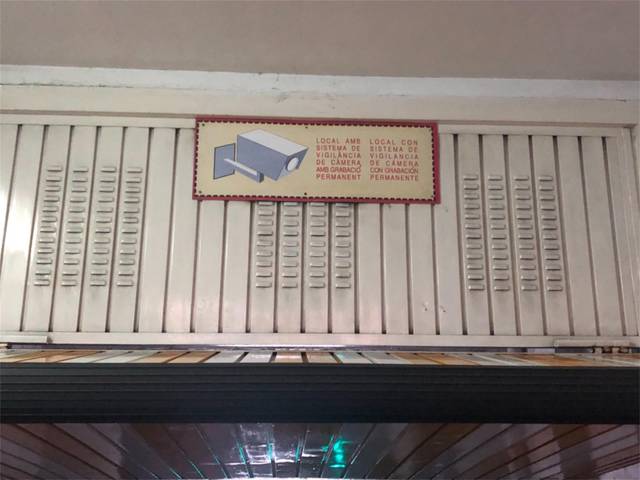 LOCAL AMB
SISTEMA DE
VIGILÀNCIA
DE CÀMERA
AMB GRABACIÓ
PERMANENT
LOCAL CON
SISTEMA DE
VIGILANCIA
DE CÁMERA
CON GRABACIÓN
PERMANENTE